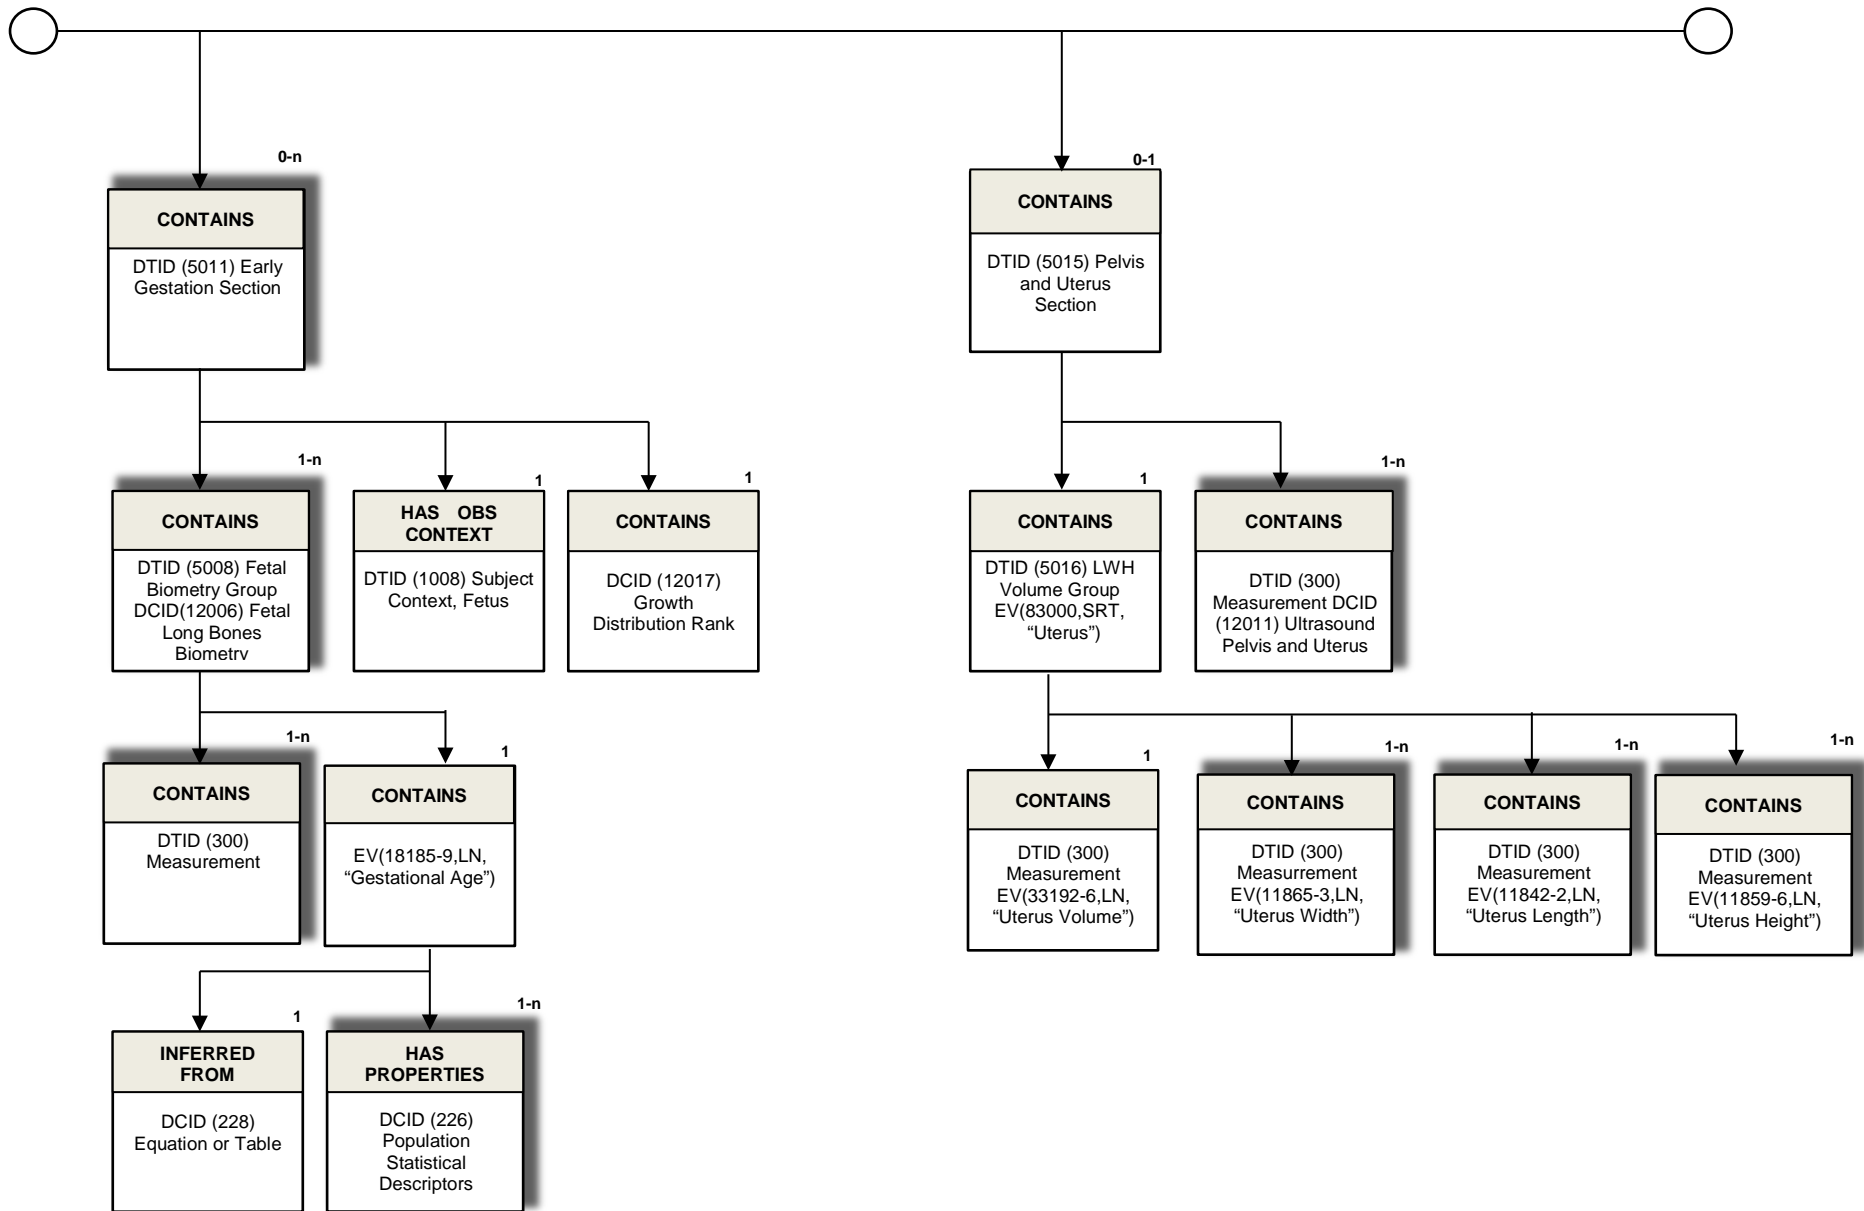 0-n
CONTAINS
DTID (5011) Early
Gestation Section
0-1
CONTAINS
DTID (5015) Pelvis
and Uterus
Section
1-n
CONTAINS
DTID (5008) Fetal
Biometry Group
DCID(12006) Fetal
Long Bones
Biometry
1
HAS OBS
CONTEXT
DTID (1008) Subject
Context, Fetus
1
CONTAINS
DCID (12017)
Growth
Distribution Rank
1
CONTAINS
DTID (5016) LWH
Volume Group
EV(83000,SRT,
“Uterus”)
1-n
CONTAINS
DTID (300)
Measurement DCID
(12011) Ultrasound
Pelvis and Uterus
1-n
CONTAINS
DTID (300)
Measurement
1
CONTAINS
EV(18185-9,LN,
“Gestational Age”)
1
CONTAINS
DTID (300)
Measurement
EV(33192-6,LN,
“Uterus Volume”)
1-n
CONTAINS
DTID (300)
Measurrement
EV(11865-3,LN,
“Uterus Width”)
1-n
CONTAINS
DTID (300)
Measurement
EV(11842-2,LN,
“Uterus Length”)
1-n
CONTAINS
DTID (300)
Measurement
EV(11859-6,LN,
“Uterus Height”)
1
INFERRED
FROM
DCID (228)
Equation or Table
1-n
HAS
PROPERTIES
DCID (226)
Population
Statistical
Descriptors